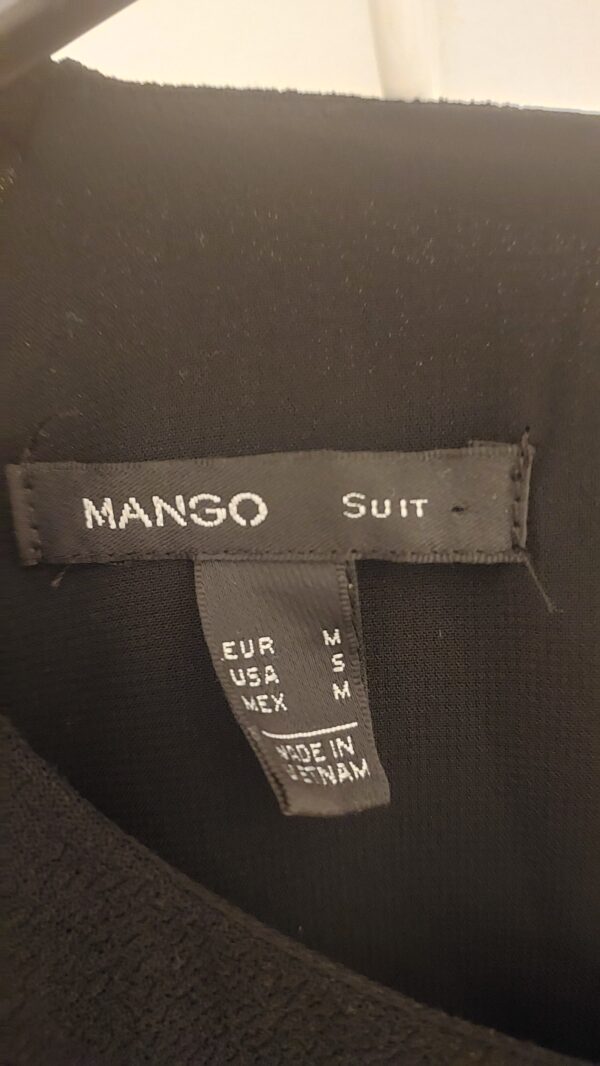 MANGO SUIT
EUR M
USA S
MEX M
MADE IN
VIETNAM